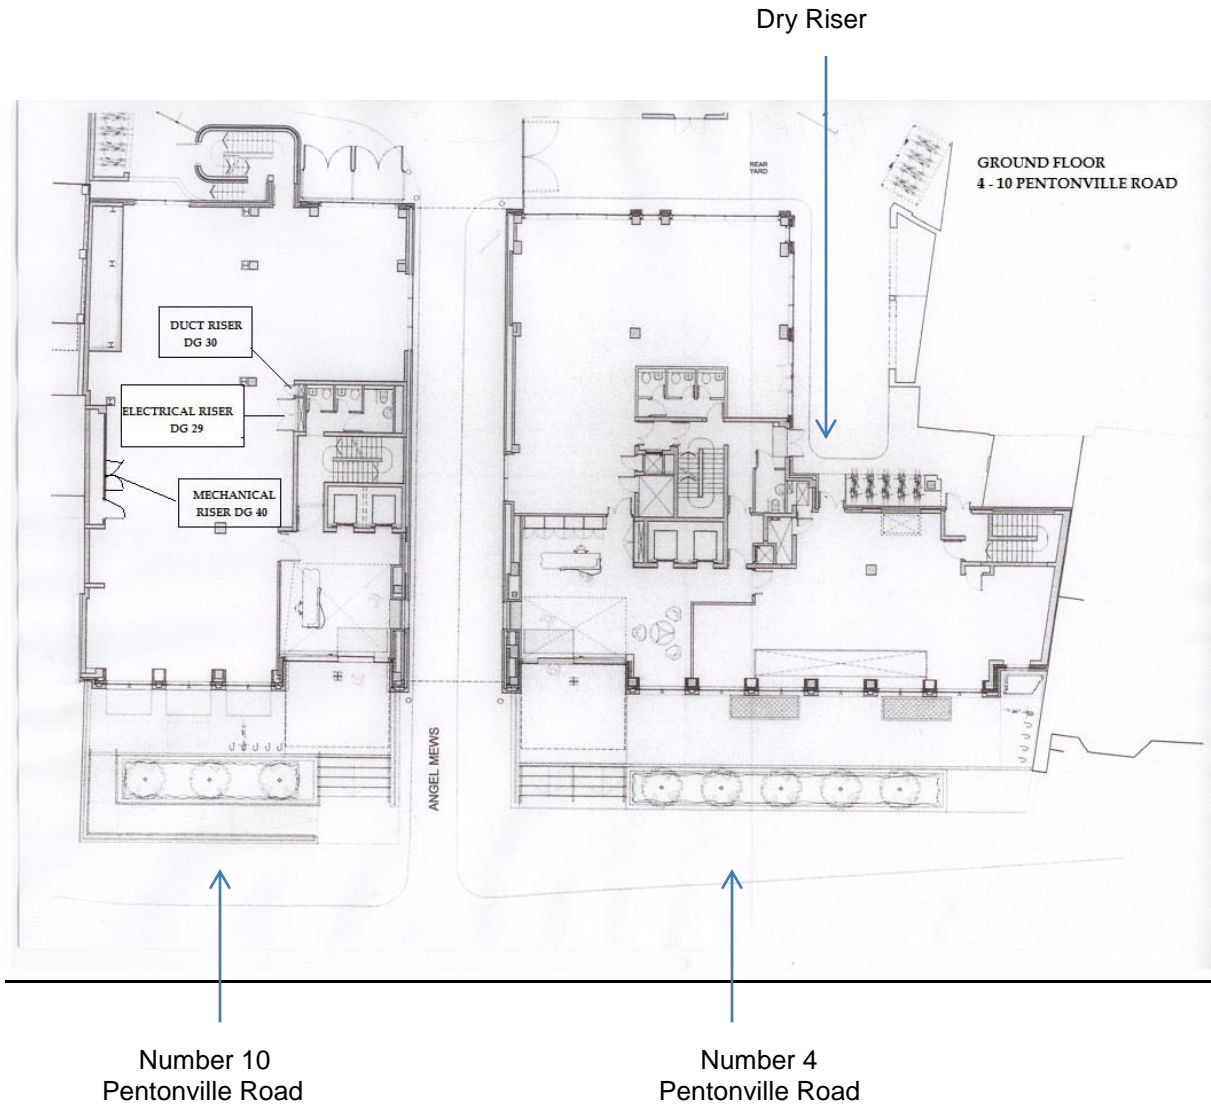 Dry Riser
REAR
YARD
GROUND FLOOR
4 - 10 PENTONVILLE ROAD
DUCT RISER
DG 30
ELECTRICAL RISER
DG 29
MECHANICAL
RISER DG 40
ANGEL MEWS
Number 10
Pentonville Road
Number 4
Pentonville Road